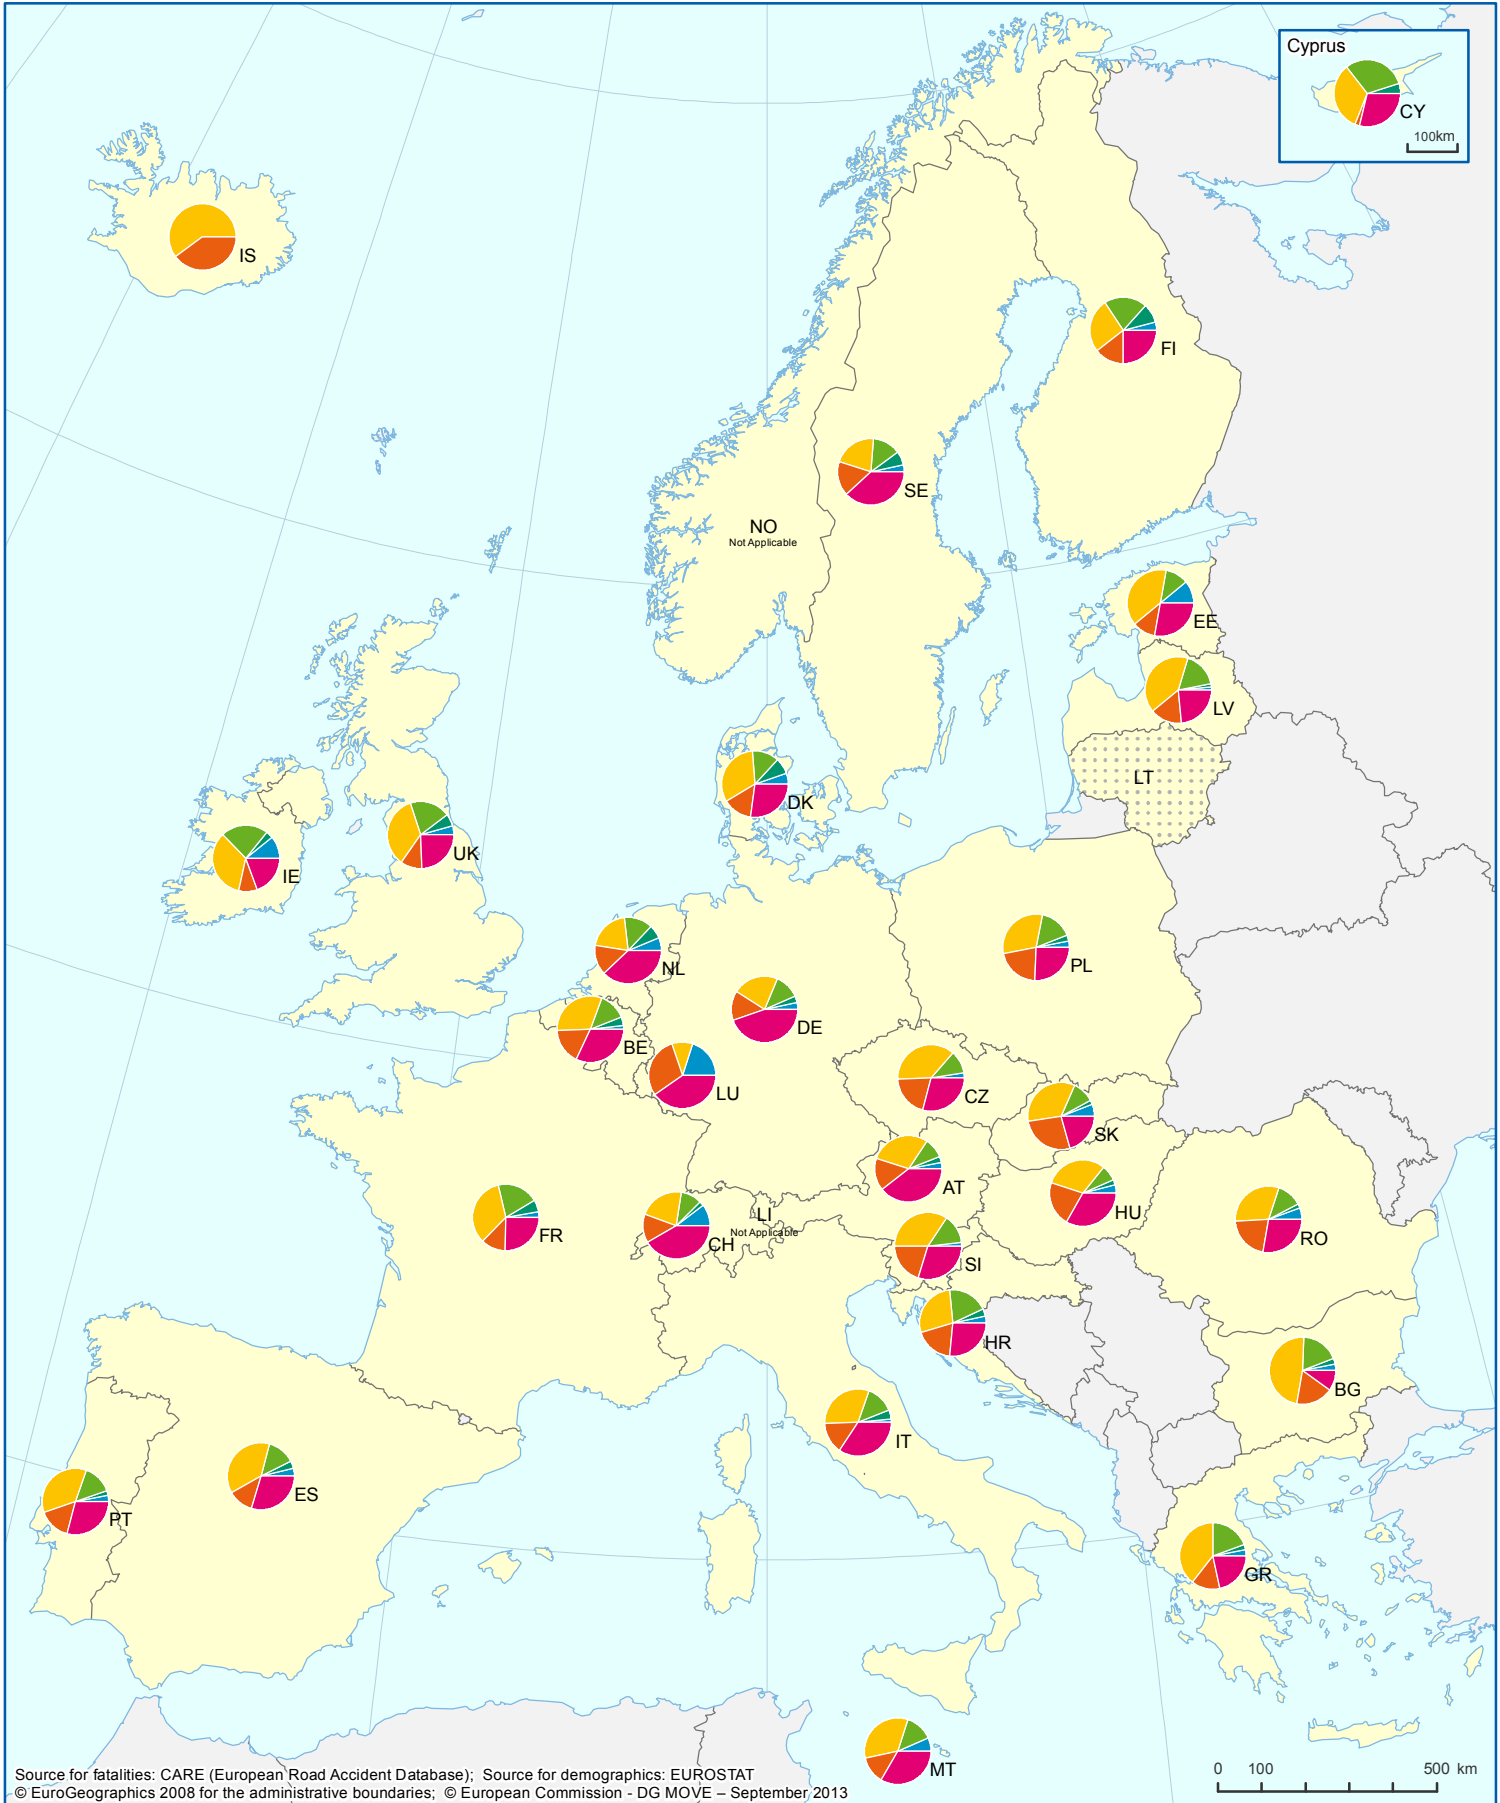 Cyprus
CY
100km
IS
FI
SE
NO
Not Applicable
EE
LV
LT
DK
UK
IE
NL
PL
DE
BE
LU
CZ
SK
AT
HU
FR
CH
LI
Not Applicable
SI
RO
HR
BG
IT
ES
PT
GR
MT
0 100 500 km
Source for fatalities: CARE (European Road Accident Database); Source for demographics: EUROSTAT
© EuroGeographics 2008 for the administrative boundaries; © European Commission - DG MOVE – September 2013